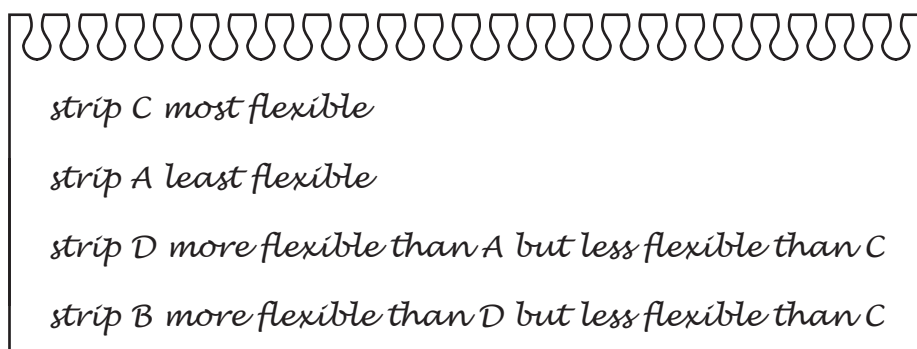 strip C most flexible
strip A least flexible
strip D more flexible than A but less flexible than C
strip B more flexible than D but less flexible than C